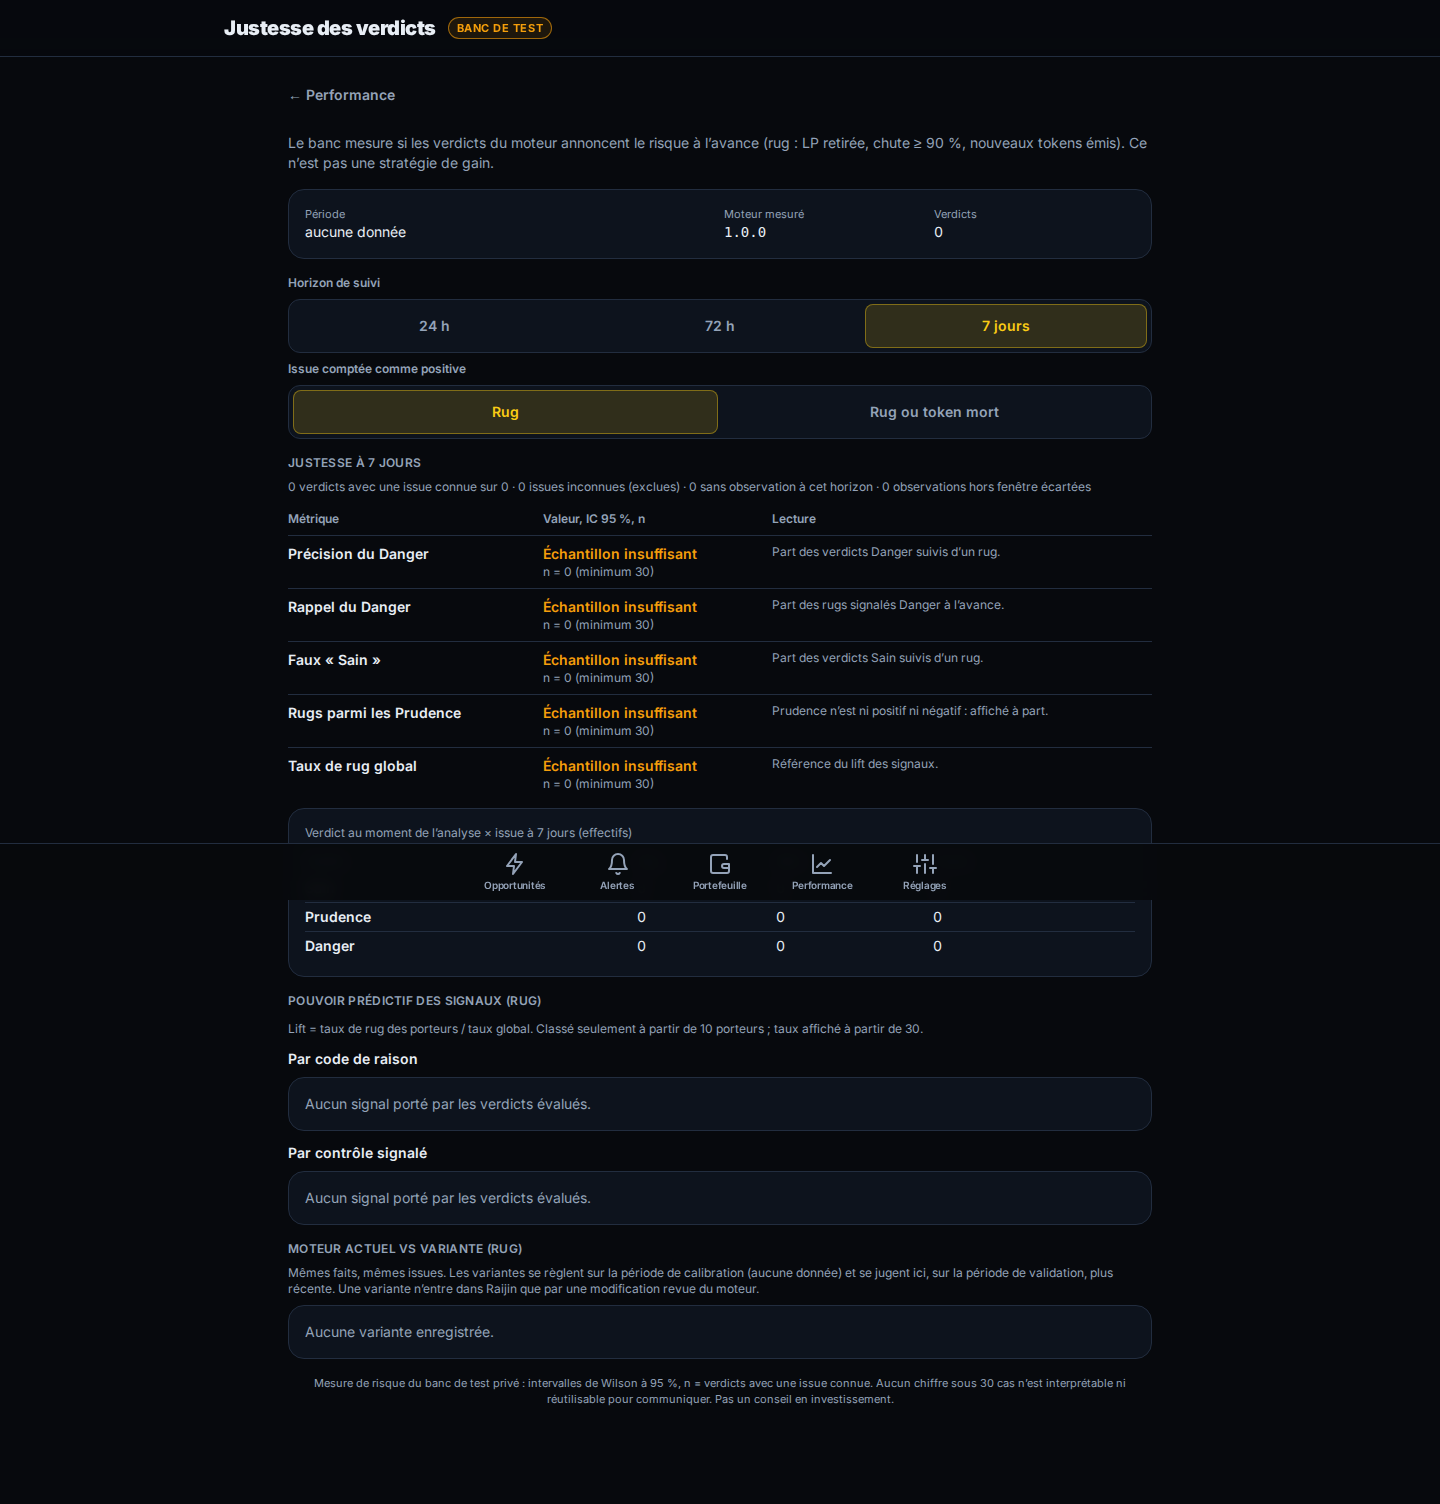 Justesse des verdicts BANC DE TEST
← Performance
Le banc mesure si les verdicts du moteur annoncent le risque à l’avance (rug : LP retirée, chute ≥ 90 %, nouveaux tokens émis). Ce
n’est pas une stratégie de gain.
Période Moteur mesuré Verdicts
aucune donnée 1.0.0 0
Horizon de suivi
24 h 72 h 7 jours
Issue comptée comme positive
Rug Rug ou token mort
JUSTESSE À 7 JOURS
0 verdicts avec une issue connue sur 0 · 0 issues inconnues (exclues) · 0 sans observation à cet horizon · 0 observations hors fenêtre écartées
Métrique Valeur, IC 95 %, n Lecture
Précision du Danger Échantillon insuffisant Part des verdicts Danger suivis d’un rug.
n = 0 (minimum 30)
Rappel du Danger Échantillon insuffisant Part des rugs signalés Danger à l’avance.
n = 0 (minimum 30)
Faux « Sain » Échantillon insuffisant Part des verdicts Sain suivis d’un rug.
n = 0 (minimum 30)
Rugs parmi les Prudence Échantillon insuffisant Prudence n’est ni positif ni négatif : affiché à part.
n = 0 (minimum 30)
Taux de rug global Échantillon insuffisant Référence du lift des signaux.
n = 0 (minimum 30)
Verdict au moment de l’analyse × issue à 7 jours (effectifs)
Opportunités Alertes Portefeuille Performance Réglages
Prudence 0 0 0
Danger 0 0 0
POUVOIR PRÉDICTIF DES SIGNAUX (RUG)
Lift = taux de rug des porteurs / taux global. Classé seulement à partir de 10 porteurs ; taux affiché à partir de 30.
Par code de raison
Aucun signal porté par les verdicts évalués.
Par contrôle signalé
Aucun signal porté par les verdicts évalués.
MOTEUR ACTUEL VS VARIANTE (RUG)
Mêmes faits, mêmes issues. Les variantes se règlent sur la période de calibration (aucune donnée) et se jugent ici, sur la période de validation, plus
récente. Une variante n’entre dans Raijin que par une modification revue du moteur.
Aucune variante enregistrée.
Mesure de risque du banc de test privé : intervalles de Wilson à 95 %, n = verdicts avec une issue connue. Aucun chiffre sous 30 cas n’est interprétable ni
réutilisable pour communiquer. Pas un conseil en investissement.